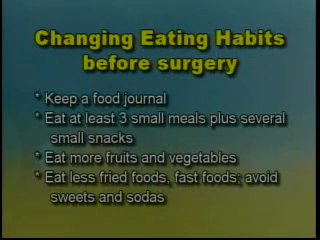 Changing Eating Habits
before surgery
* Keep a food journal
* Eat at least 3 small meals plus several
small snacks
* Eat more fruits and vegetables
* Eat less fried foods, fast foods; avoid
sweets and sodas